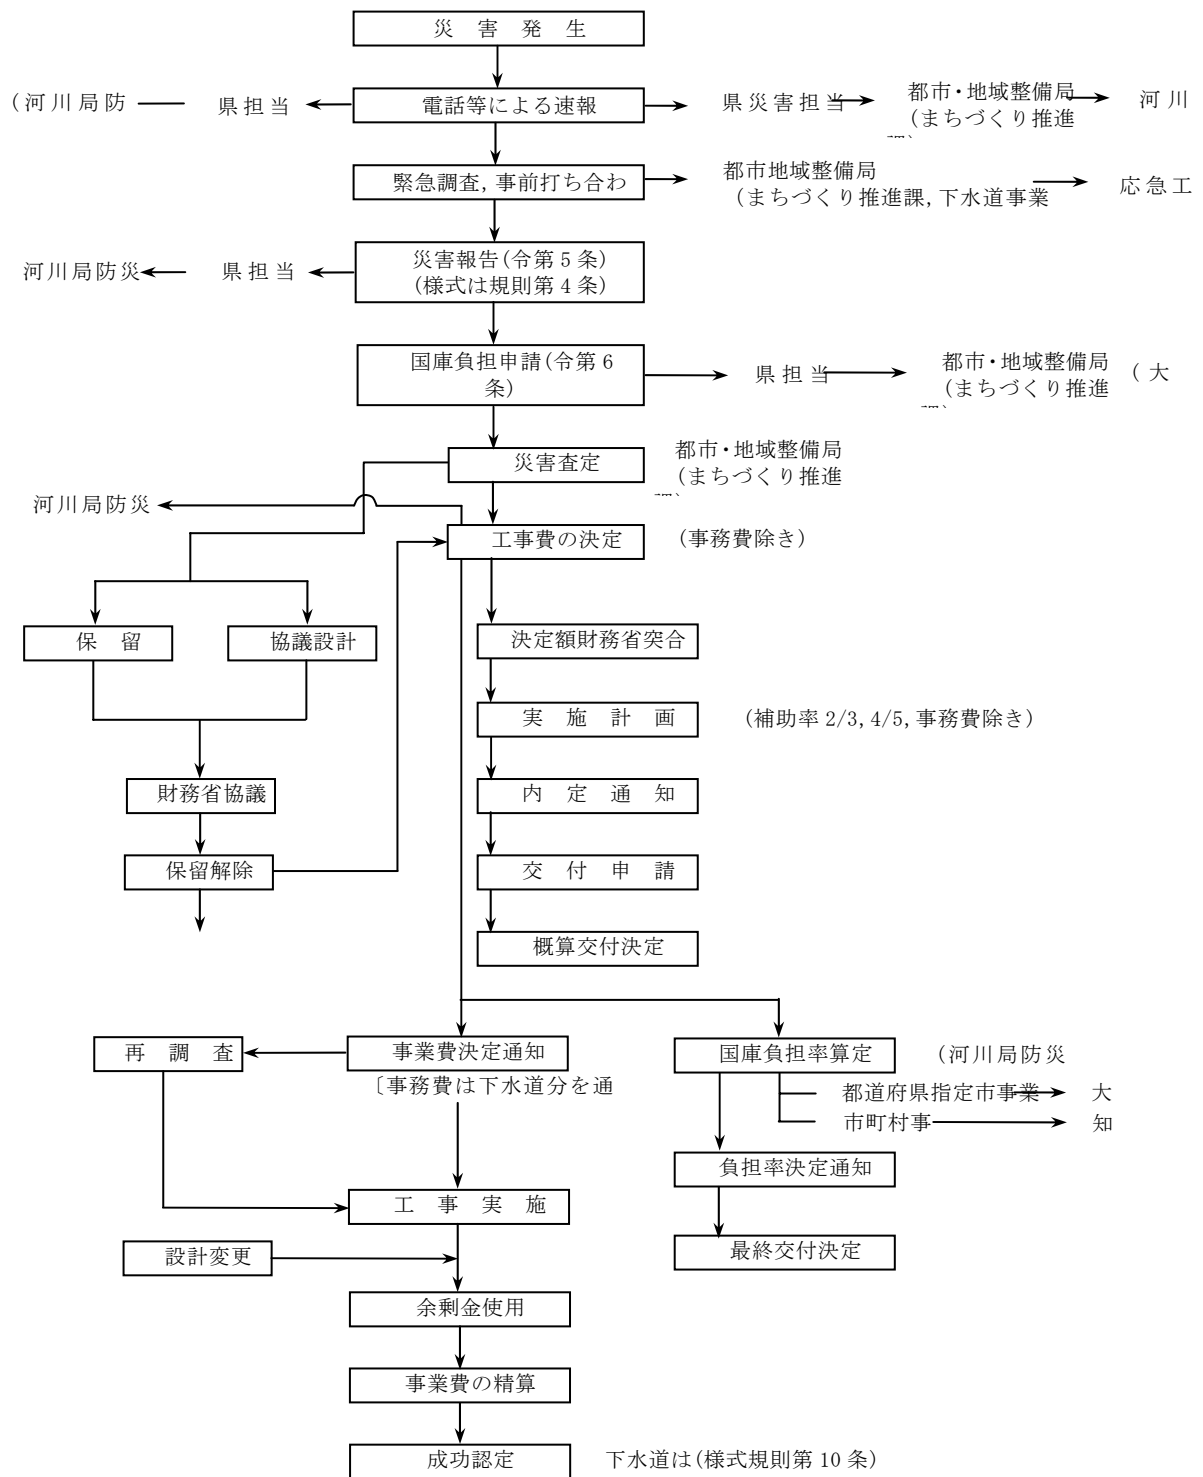 災　害　発　生
(河川局防
県担当
電話等による速報
県災害担当
都市・地域整備局
(まちづくり推進
河川
緊急調査,事前打ち合わ
都市地域整備局
(まちづくり推進課,下水道事業
応急工
河川局防災
県担当
災害報告(令第5条)
(様式は規則第4条)
国庫負担申請(令第6
条)
県担当
都市・地域整備局
(まちづくり推進
(大
災害査定
都市・地域整備局
(まちづくり推進
河川局防災
工事費の決定
(事務費除き)
保　留
協議設計
決定額財務省突合
実　施　計　画
(補助率2/3,4/5,事務費除き)
財務省協議
内　定　通　知
保留解除
交　付　申　請
概算交付決定
再　調　査
事業費決定通知
〔事務費は下水道分を通
国庫負担率算定
(河川局防災
都道府県指定市事業
大
市町村事
知
負担率決定通知
工　事　実　施
設計変更
最終交付決定
余剰金使用
事業費の精算
成功認定
下水道は(様式規則第10条)